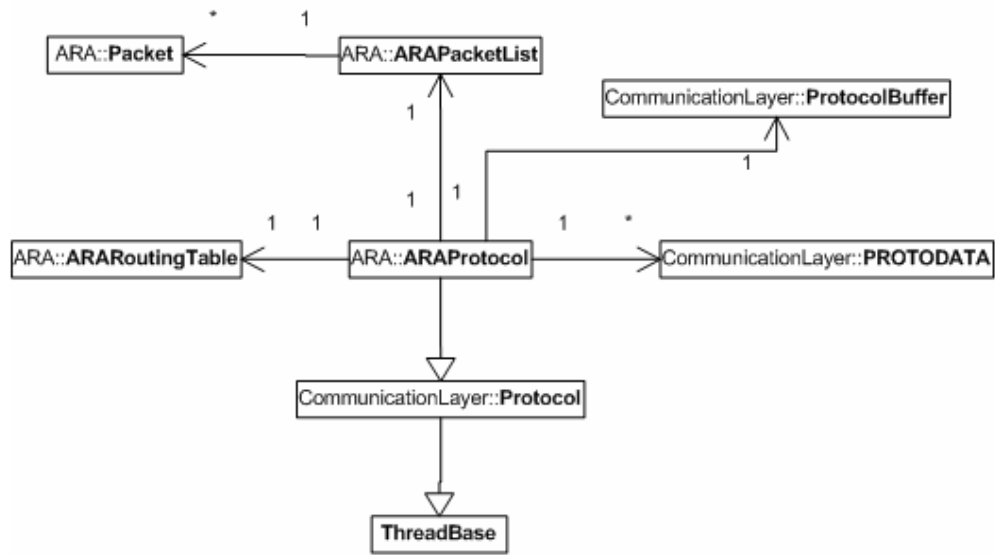 * 1
ARA::Packet
ARA::ARAPacketList
CommunicationLayer::ProtocolBuffer
1
1
1 1
1 1
1 *
ARA::ARARoutingTable
ARA::ARAProtocol
CommunicationLayer::PROTODATA
CommunicationLayer::Protocol
ThreadBase